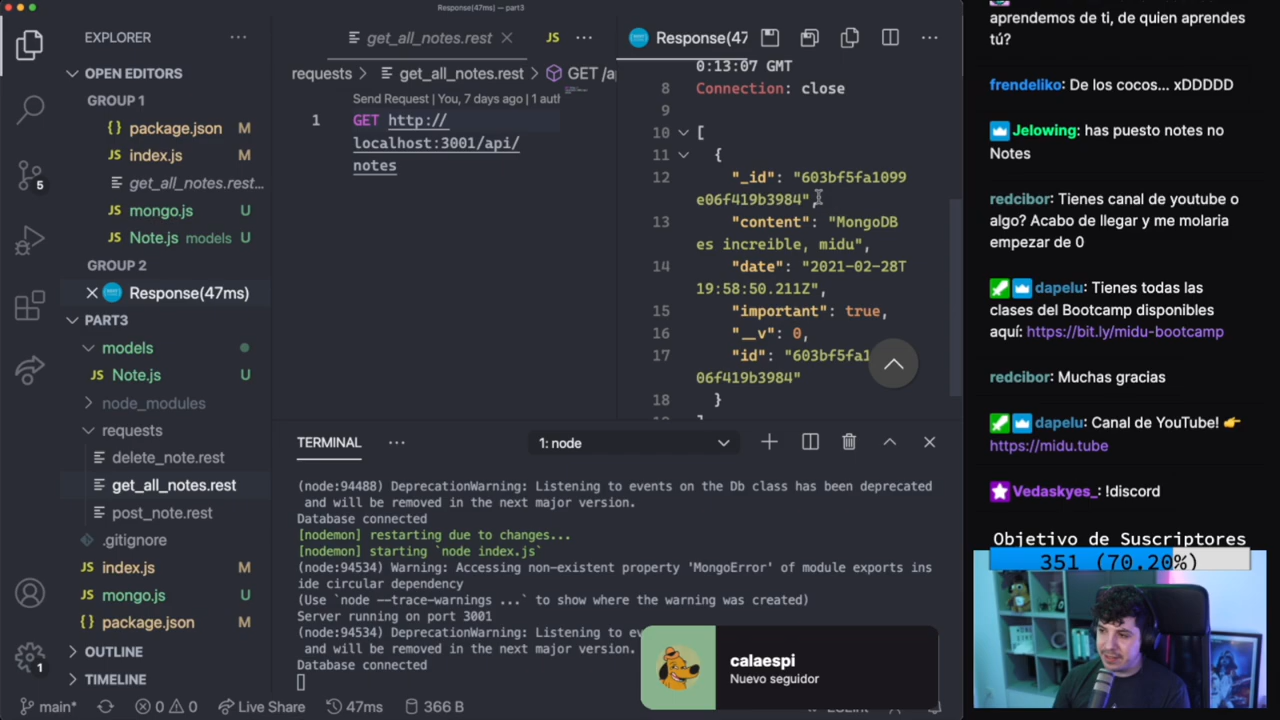 Response(47ms) — part3
EXPLORER
OPEN EDITORS
GROUP 1
package.json M
index.js M
get_all_notes.rest...
mongo.js U
Note.js models U
GROUP 2
Response(47ms)
PART3
models
Note.js U
node_modules
requests
delete_note.rest
get_all_notes.rest
post_note.rest
.gitignore
index.js M
mongo.js U
package.json M
OUTLINE
TIMELINE
5
1
get_all_notes.rest
JS
requests > get_all_notes.rest > GET /a
Send Request | You, 7 days ago | 1 auth
1 GET http://
localhost:3001/api/
notes
Response(47
0:13:07 GMT
8 Connection: close
9
10 [
11 {
12 "_id": "603bf5fa1099
e06f419b3984",
13 "content": "MongoDB
es increible, midu",
14 "date": "2021-02-28T
19:58:50.211Z",
15 "important": true,
16 "__v": 0,
17 "id": "603bf5fa1
06f419b3984"
18 }
TERMINAL
1: node
(node:94488) DeprecationWarning: Listening to events on the Db class has been deprecated
and will be removed in the next major version.
Database connected
[nodemon] restarting due to changes...
[nodemon] starting `node index.js`
(node:94534) Warning: Accessing non-existent property 'MongoError' of module exports ins
ide circular dependency
(Use `node --trace-warnings ...` to show where the warning was created)
Server running on port 3001
(node:94534) DeprecationWarning: Listening to ev
and will be removed in the next major version.
Database connected
calaespi
Nuevo seguidor
main*
0 0
Live Share
47ms
366 B
aprendemos de ti, de quien aprendes
tú?
frendeliko: De los cocos... xDDDDD
Jelowing: has puesto notes no
Notes
redcibor: Tienes canal de youtube o
algo? Acabo de llegar y me molaria
empezar de 0
dapelu: Tienes todas las
clases del Bootcamp disponibles
aquí: https://bit.ly/midu-bootcamp
redcibor: Muchas gracias
dapelu: Canal de YouTube! 👉
https://midu.tube
Vedaskyes_: !discord
Objetivo de Suscriptores
351 (70.20%)